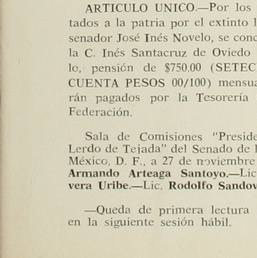 ARTICULO UNICO.—Por los
tados a la patria por el extinto
senador José Inés Novelo, se conc
la C. Inés Santacruz de Oviedo
lo, pensión de $750.00 (SETEC
CUENTA PESOS 00/100) mensua
rán pagados por la Tesorería
Federación.
Sala de Comisiones "Preside
Lerdo de Tejada" del Senado de
México, D. F., a 27 de noviembre
Armando Arteaga Santoyo.—Lic
vera Uribe.—Lic. Rodolfo Sandov
—Queda de primera lectura
en la siguiente sesión hábil.